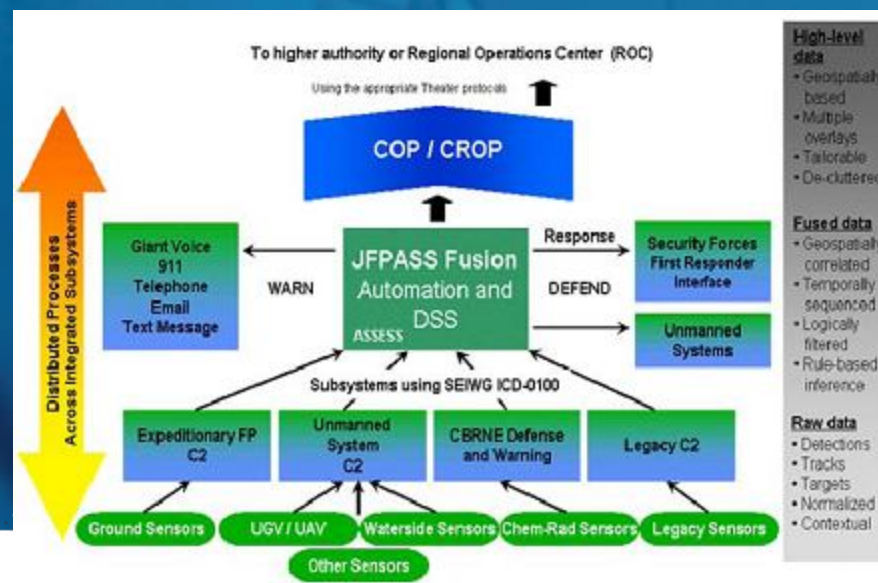 To higher authority or Regional Operations Center (ROC)
Using the appropriate Theater protocols
COP / CROP
Distributed Processes
Across Integrated Subsystems
Giant Voice
911
Telephone
Email
Text Message
WARN
JFPASS Fusion
Automation and
DSS
ASSESS
Response
DEFEND
Security Forces
First Responder
Interface
Unmanned
Systems
Subsystems using SEIWG ICD-0100
Expeditionary FP
C2
Unmanned
System
C2
CBRNE Defense
and Warning
Legacy C2
Ground Sensors
UGV / UAV
Waterside Sensors
Chem-Rad Sensors
Legacy Sensors
Other Sensors
High-level
data
• Geospatially
based
• Multiple
overlays
• Tailorable
• De-cluttered
Fused data
• Geospatially
correlated
• Temporally
sequenced
• Logically
filtered
• Rule-based
inference
Raw data
• Detections
• Tracks
• Targets
• Normalized
• Contextual